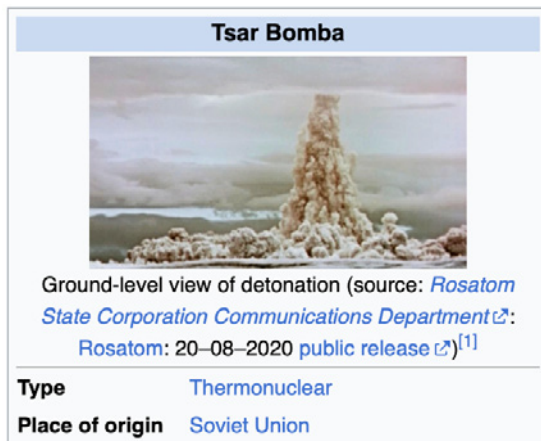 Tsar Bomba
Ground-level view of detonation (source: Rosatom
State Corporation Communications Department:
Rosatom: 20–08–2020 public release)[1]
Type Thermonuclear
Place of origin Soviet Union